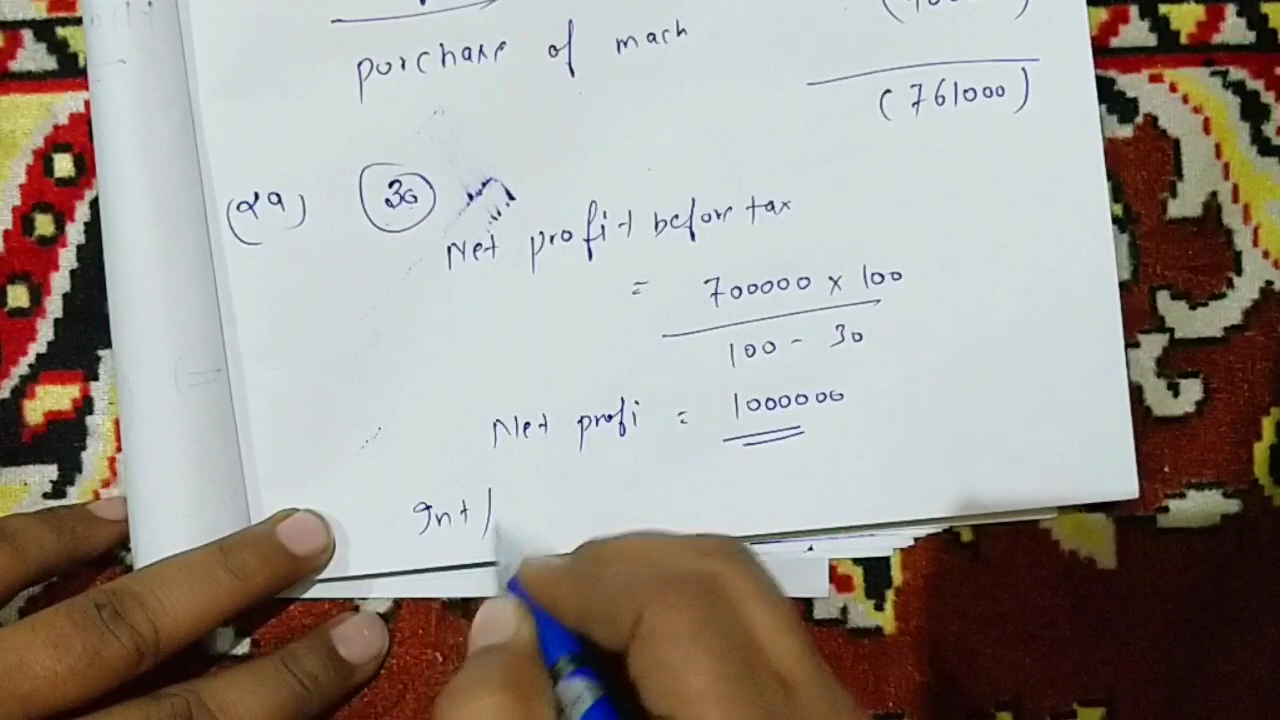 purchase of mach
(761000)
(29) 30
Net profit before tax
= 700000 x 100
100 - 30
Net profi = 1000000
Int